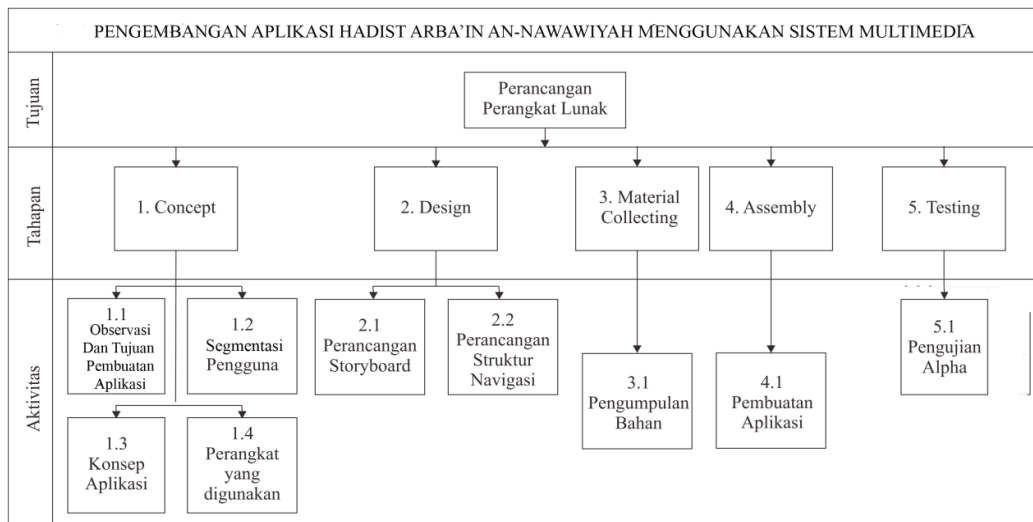 PENGEMBANGAN APLIKASI HADIST ARBA'IN AN-NAWAWIYAH MENGGUNAKAN SISTEM MULTIMEDIA
Tujuan
Perancangan
Perangkat Lunak
Tahapan
1. Concept
2. Design
3. Material
Collecting
4. Assembly
5. Testing
Aktivitas
1.1
Observasi
Dan Tujuan
Pembuatan
Aplikasi
1.2
Segmentasi
Pengguna
2.1
Perancangan
Storyboard
2.2
Perancangan
Struktur
Navigasi
3.1
Pengumpulan
Bahan
4.1
Pembuatan
Aplikasi
5.1
Pengujian
Alpha
1.3
Konsep
Aplikasi
1.4
Perangkat
yang
digunakan